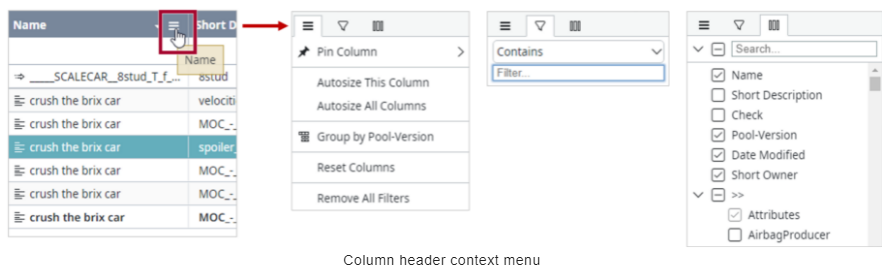 Name
Short D
Name
____SCALECAR__8stud_T_f_... 8stud
crush the brix car velociti
crush the brix car MOC_-_
crush the brix car spoiler_
crush the brix car MOC_-_
crush the brix car MOC_-_
crush the brix car MOC_-_
Pin Column
Autosize This Column
Autosize All Columns
Group by Pool-Version
Reset Columns
Remove All Filters
Contains
Filter...
Search...
Name
Short Description
Check
Pool-Version
Date Modified
Short Owner
>>
Attributes
AirbagProducer
Column header context menu